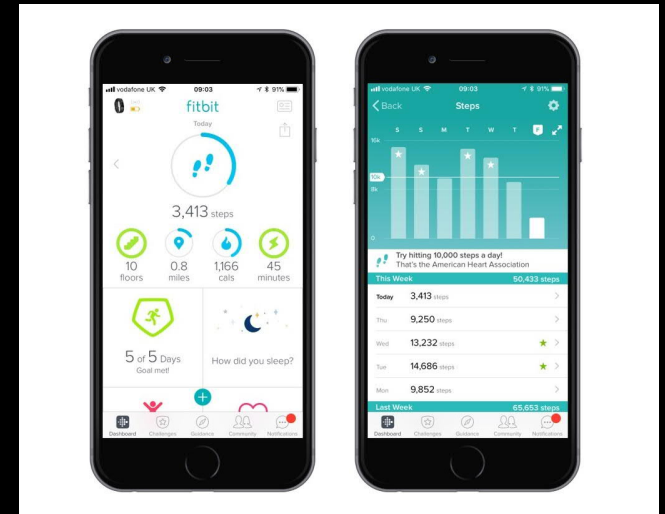 vodafone UK 09:03 91%
fitbit
Today
3,413 steps
10 0.8 1,166 45
floors miles cals minutes
5 of 5 Days
Goal met!
How did you sleep?
Dashboard Challenges Guidance Community Notifications
vodafone UK 09:03 91%
Back Steps
S S M T W T F
16k
10k
8k
0
Try hitting 10,000 steps a day!
That's the American Heart Association
This Week 50,433 steps
Today 3,413 steps
Thu 9,250 steps
Wed 13,232 steps
Tue 14,686 steps
Mon 9,852 steps
Last Week 65,653 steps
Dashboard Challenges Guidance Community Notifications